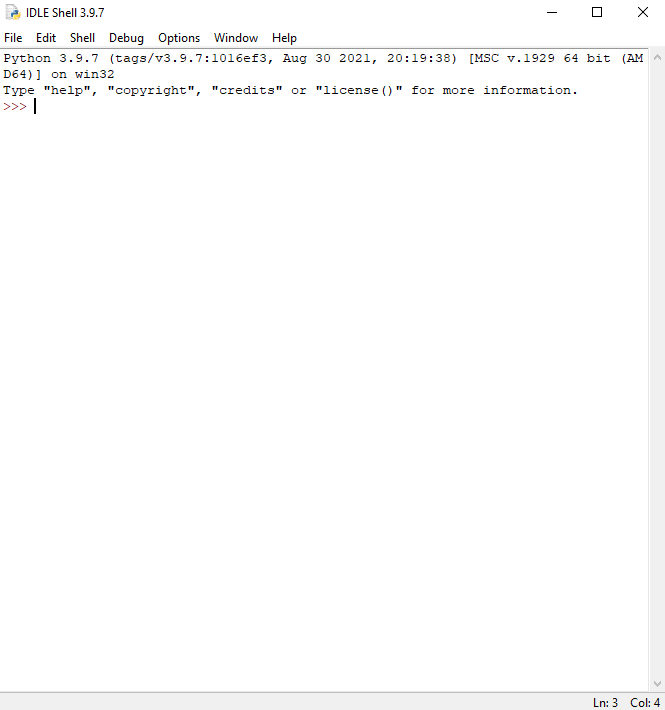 IDLE Shell 3.9.7
File Edit Shell Debug Options Window Help
Python 3.9.7 (tags/v3.9.7:1016ef3, Aug 30 2021, 20:19:38) [MSC v.1929 64 bit (AM
D64)] on win32
Type "help", "copyright", "credits" or "license()" for more information.
>>>
Ln: 3 Col: 4